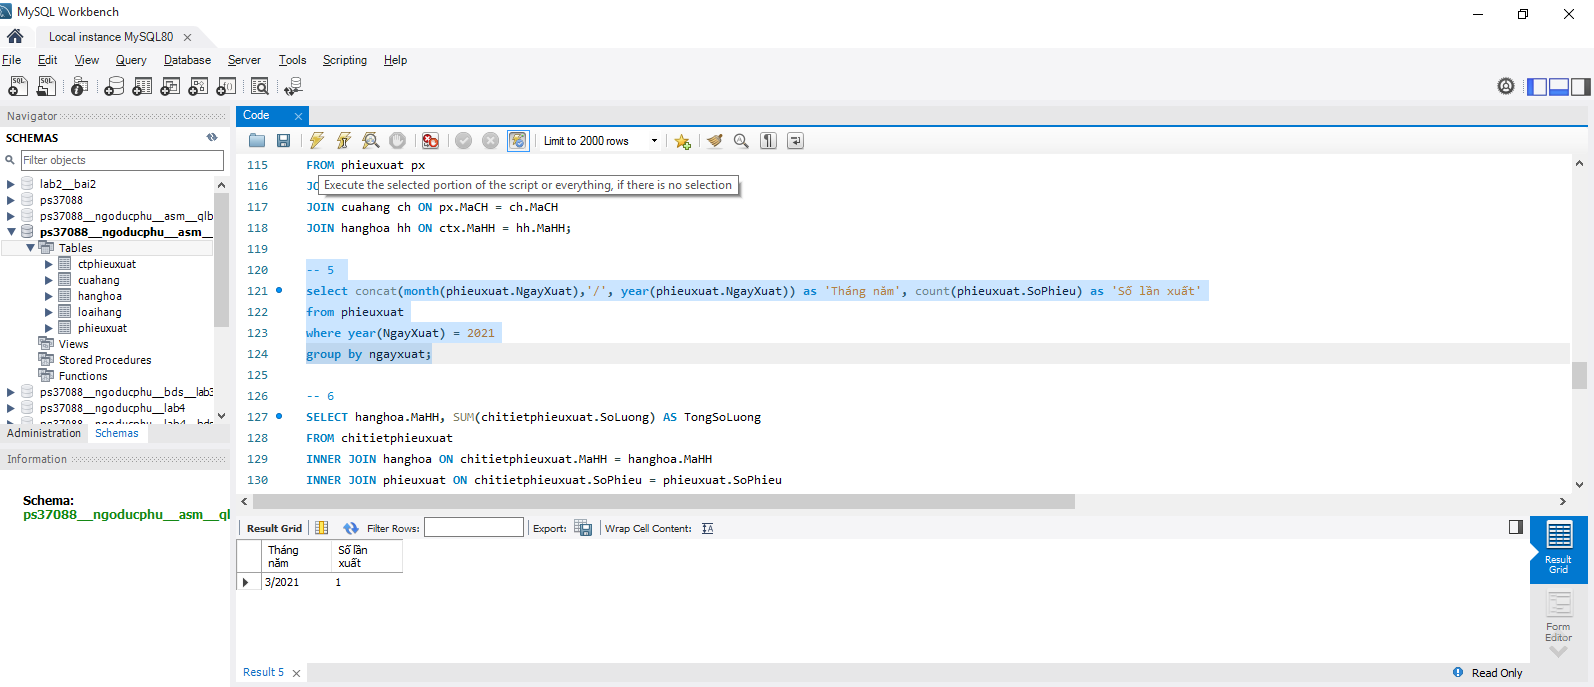 MySQL Workbench
Local instance MySQL80
File Edit View Query Database Server Tools Scripting Help
Navigator
SCHEMAS
Filter objects
lab2__bai2
ps37088
ps37088__ngoducphu__asm__qlb
ps37088__ngoducphu__asm__
Tables
ctphieuxuat
cuahang
hanghoa
loaihang
phieuxuat
Views
Stored Procedures
Functions
ps37088__ngoducphu__bds__lab3
ps37088__ngoducphu__lab4
Administration Schemas
Information
Schema:
ps37088__ngoducphu__asm__ql
Code
Limit to 2000 rows
115 FROM phieuxuat px
116 JO
Execute the selected portion of the script or everything, if there is no selection
117 JOIN cuahang ch ON px.MaCH = ch.MaCH
118 JOIN hanghoa hh ON ctx.MaHH = hh.MaHH;
119
120 -- 5
121 select concat(month(phieuxuat.NgayXuat),'/', year(phieuxuat.NgayXuat)) as 'Tháng năm', count(phieuxuat.SoPhieu) as 'Số lần xuất'
122 from phieuxuat
123 where year(NgayXuat) = 2021
124 group by ngayxuat;
125
126 -- 6
127 SELECT hanghoa.MaHH, SUM(chitietphieuxuat.SoLuong) AS TongSoLuong
128 FROM chitietphieuxuat
129 INNER JOIN hanghoa ON chitietphieuxuat.MaHH = hanghoa.MaHH
130 INNER JOIN phieuxuat ON chitietphieuxuat.SoPhieu = phieuxuat.SoPhieu
Result Grid Filter Rows: Export: Wrap Cell Content:
Tháng năm Số lần xuất
3/2021 1
Result Grid
Form Editor
Result 5
Read Only